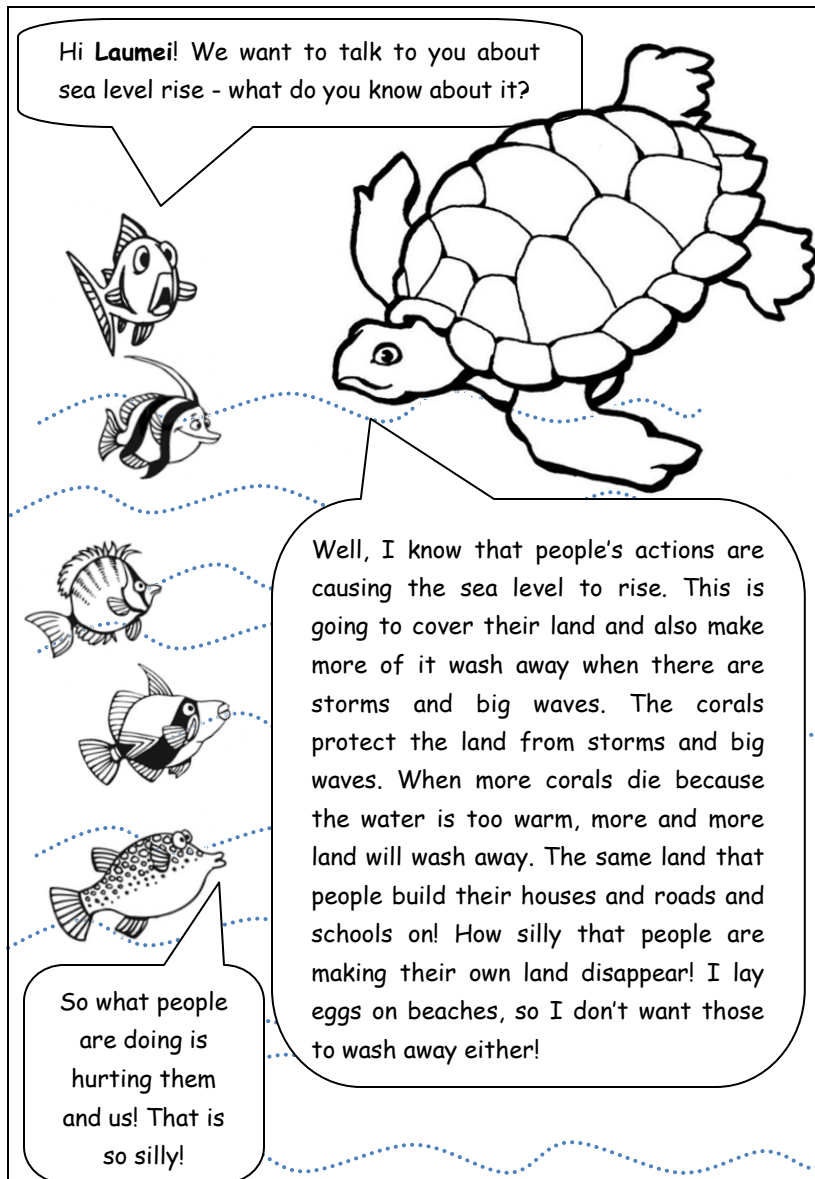 Hi Laumei! We want to talk to you about
sea level rise - what do you know about it?
Well, I know that people’s actions are
causing the sea level to rise. This is
going to cover their land and also make
more of it wash away when there are
storms and big waves. The corals
protect the land from storms and big
waves. When more corals die because
the water is too warm, more and more
land will wash away. The same land that
people build their houses and roads and
schools on! How silly that people are
making their own land disappear! I lay
eggs on beaches, so I don’t want those
to wash away either!
So what people
are doing is
hurting them
and us! That is
so silly!